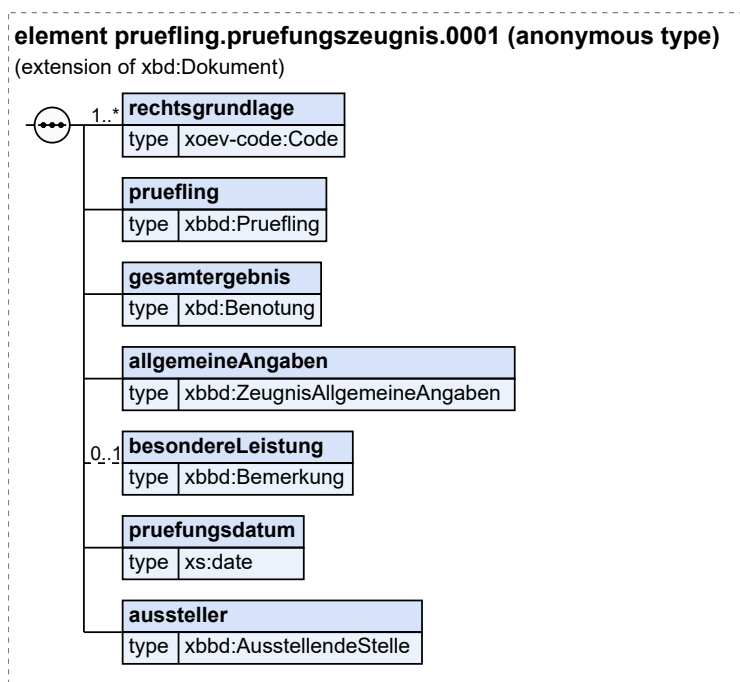 element pruefling.pruefungszeugnis.0001 (anonymous type)
(extension of xbd:Dokument)
1..* rechtsgrundlage
type xoev-code:Code
pruefling
type xbbd:Pruefling
gesamtergebnis
type xbd:Benotung
allgemeineAngaben
type xbbd:ZeugnisAllgemeineAngaben
0..1 besondereLeistung
type xbbd:Bemerkung
pruefungsdatum
type xs:date
aussteller
type xbbd:AusstellendeStelle